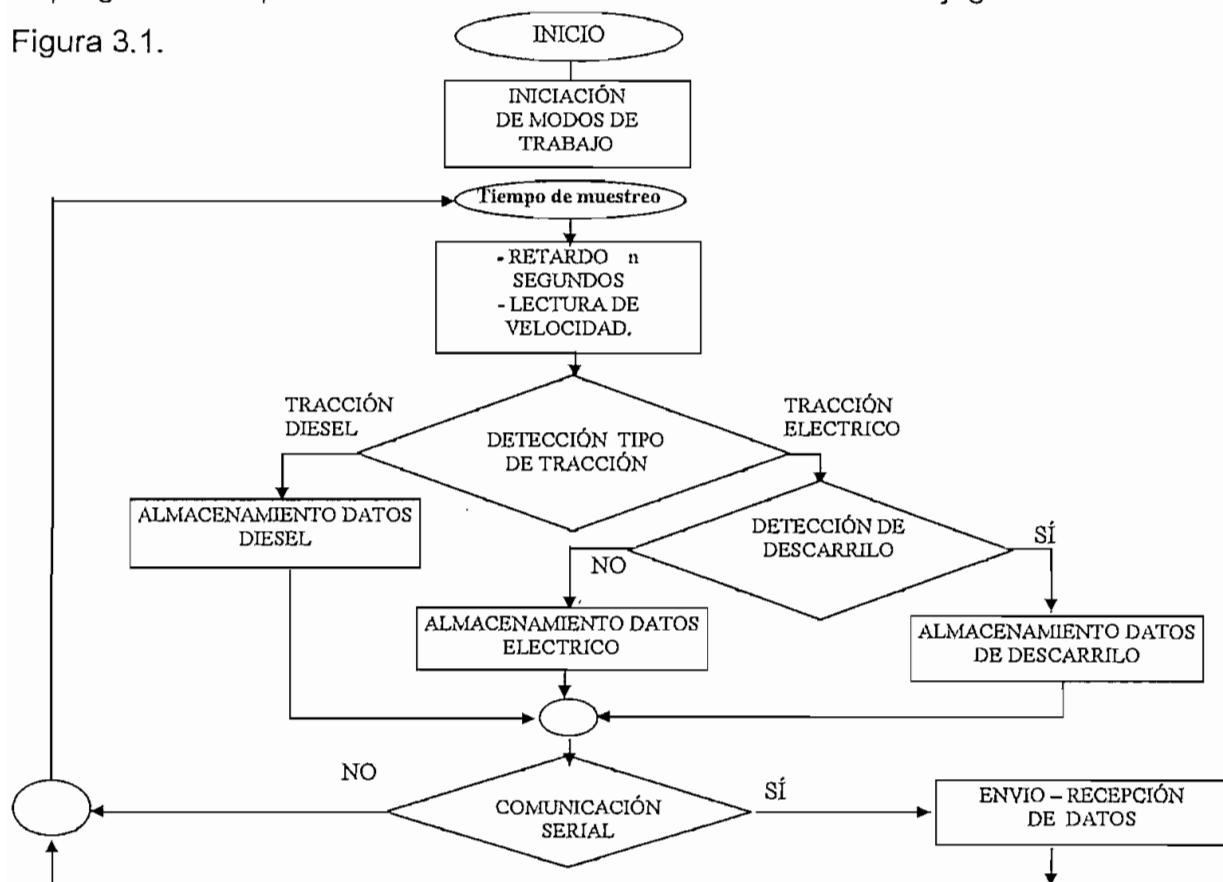 Figura 3.1.
INICIO
INICIACIÓN
DE MODOS DE
TRABAJO
Tiempo de muestreo
- RETARDO n
SEGUNDOS
- LECTURA DE
VELOCIDAD.
TRACCIÓN
DIESEL
DETECCIÓN TIPO
DE TRACCIÓN
TRACCIÓN
ELECTRICO
ALMACENAMIENTO DATOS
DIESEL
DETECCIÓN DE
DESCARRILO
NO
SÍ
ALMACENAMIENTO DATOS
ELECTRICO
ALMACENAMIENTO DATOS
DE DESCARRILO
NO
COMUNICACIÓN
SERIAL
SÍ
ENVIO – RECEPCIÓN
DE DATOS